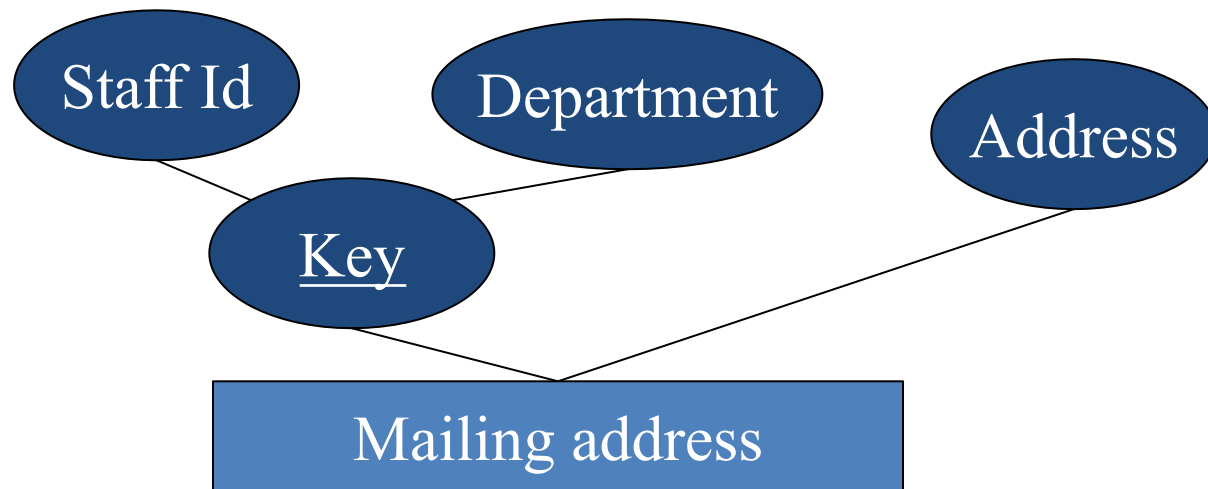 Staff Id
Department
Address
Key
Mailing address